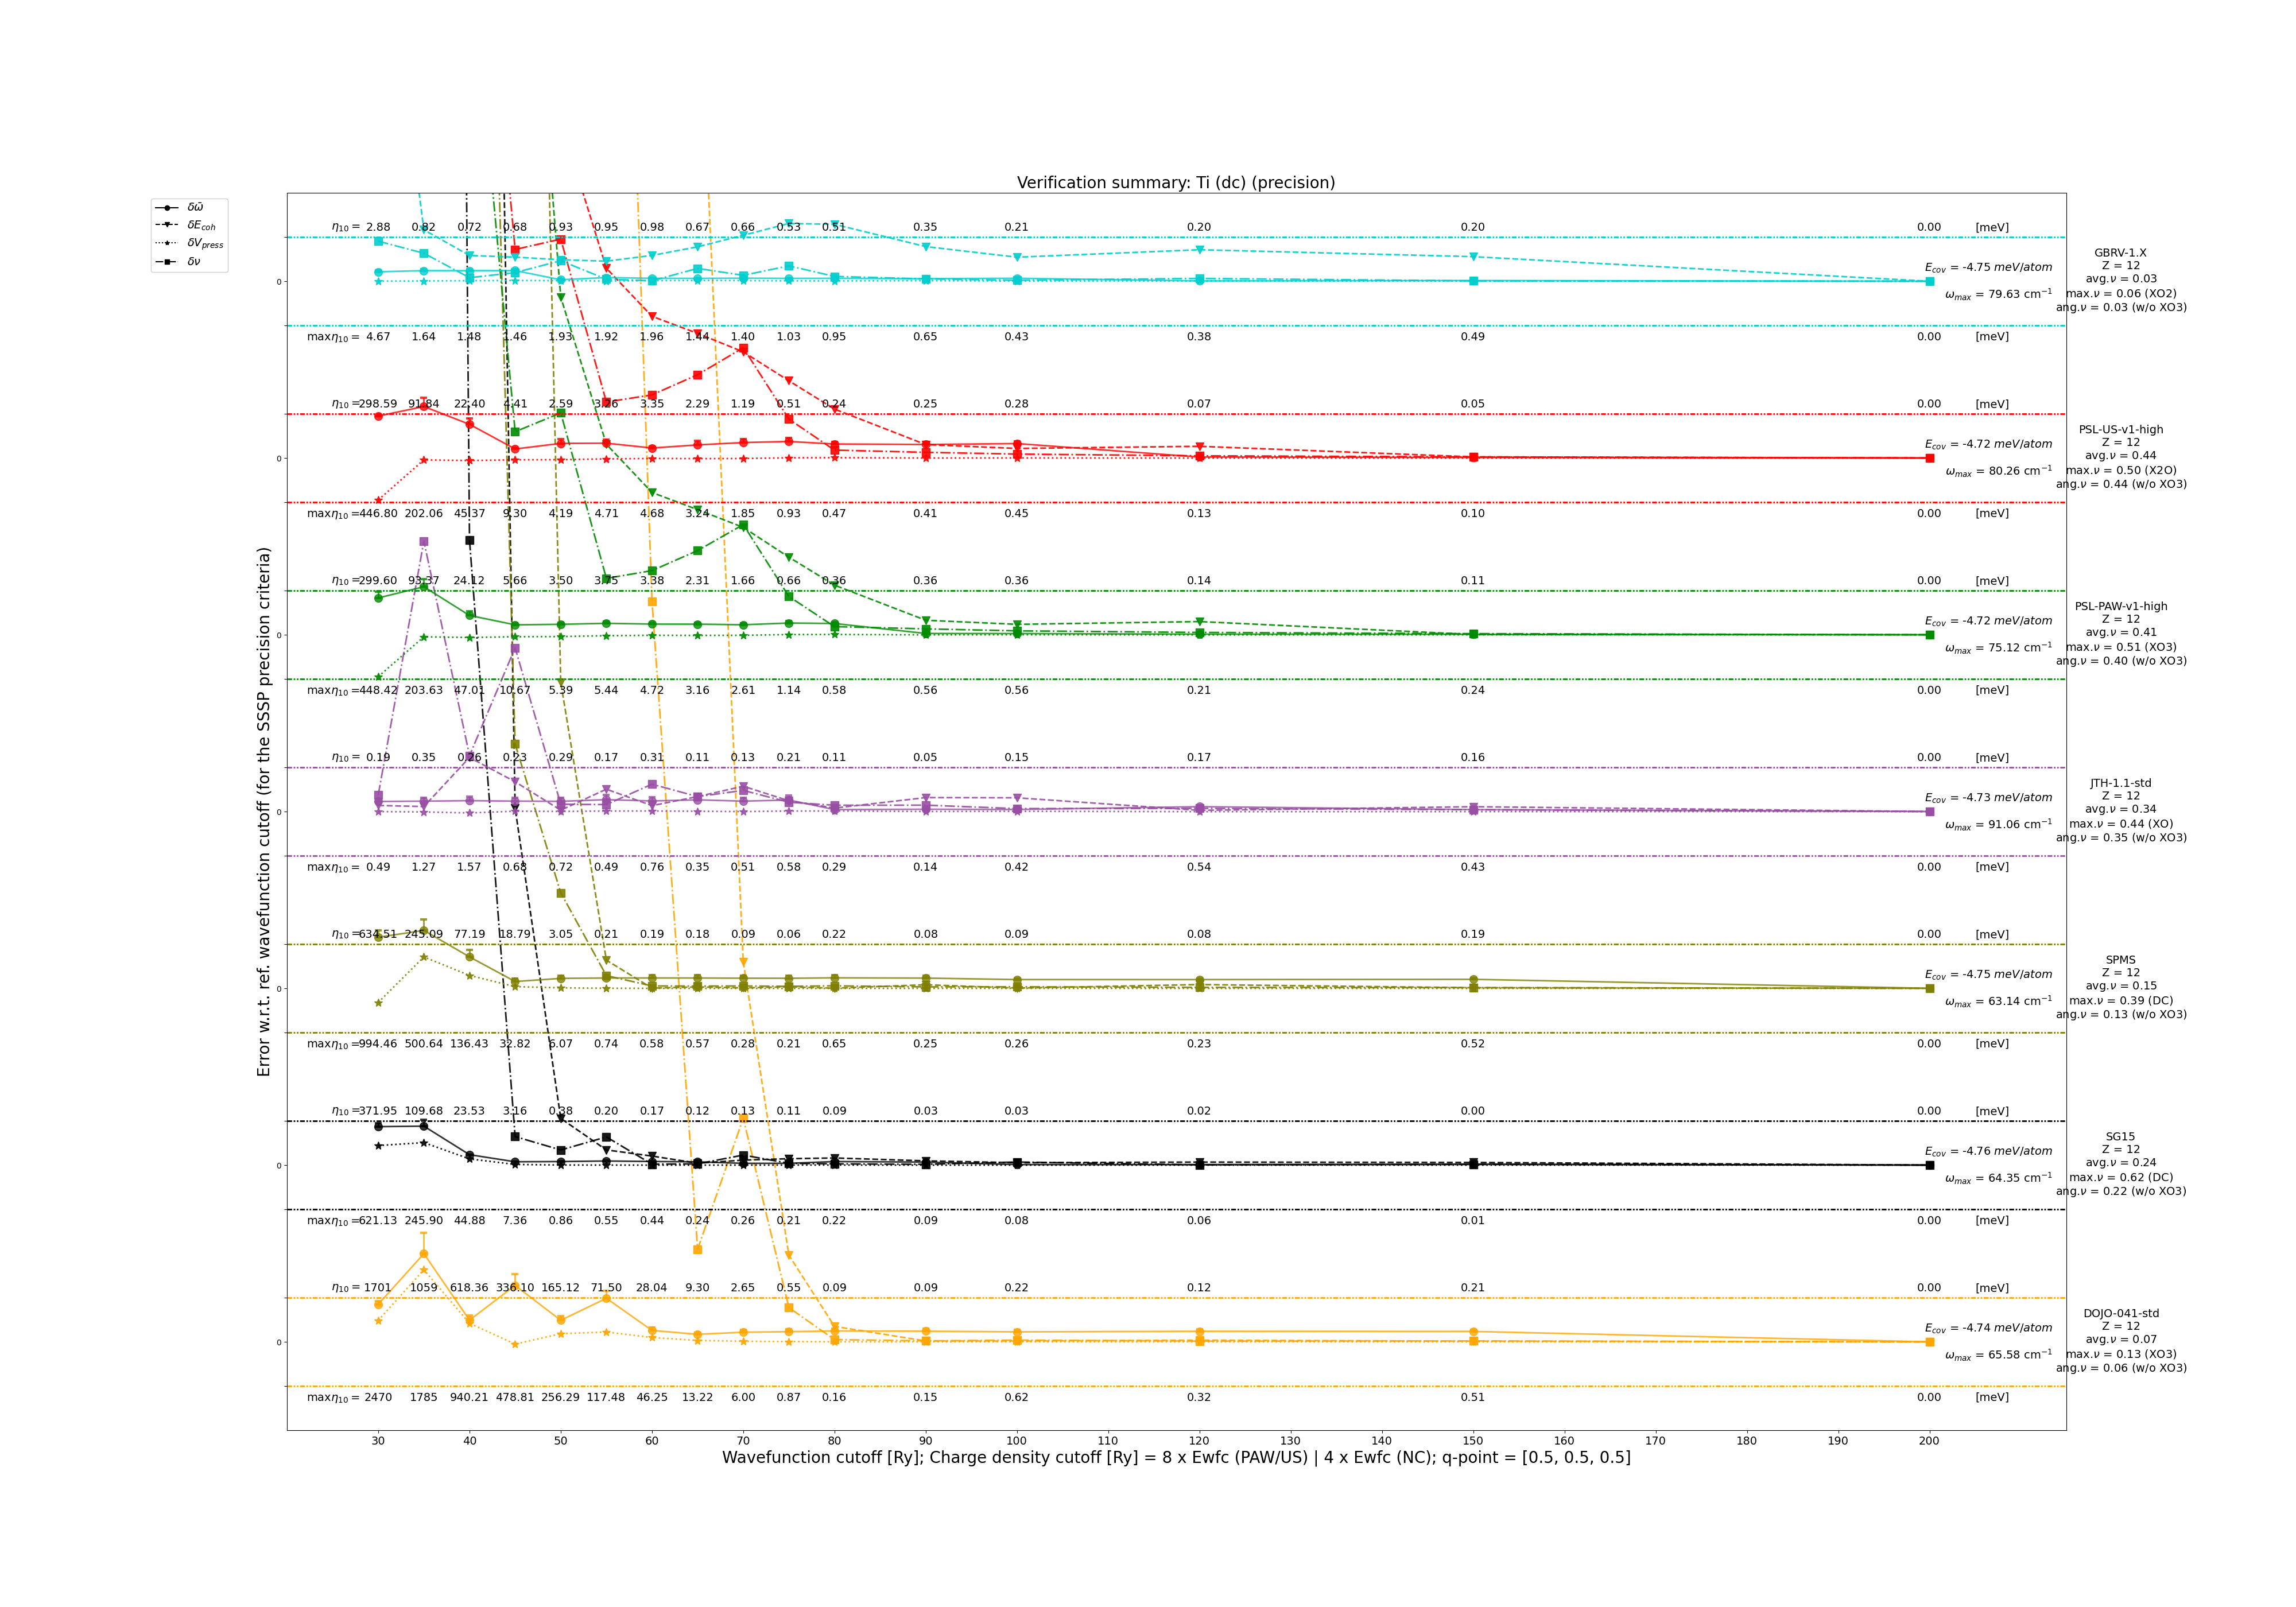 Verification summary: Ti (dc) (precision)
δω̄
δE_coh
δV_press
δν
Error w.r.t. ref. wavefunction cutoff (for the SSSP precision criteria)
η₁₀ = 2.88 0.82 0.72 0.68 0.93 0.95 0.98 0.67 0.66 0.53 0.51 0.35 0.21 0.20 0.20 0.00 [meV]
0
E_cov = -4.75 meV/atom
ω_max = 79.63 cm⁻¹
GBRV-1.X
Z = 12
avg.ν = 0.03
max.ν = 0.06 (XO2)
ang.ν = 0.03 (w/o XO3)
maxη₁₀ = 4.67 1.64 1.48 1.46 1.93 1.92 1.96 1.44 1.40 1.03 0.95 0.65 0.43 0.38 0.49 0.00 [meV]
η₁₀ = 298.59 91.84 22.40 4.41 2.59 3.26 3.35 2.29 1.19 0.51 0.24 0.25 0.28 0.07 0.05 0.00 [meV]
0
E_cov = -4.72 meV/atom
ω_max = 80.26 cm⁻¹
PSL-US-v1-high
Z = 12
avg.ν = 0.44
max.ν = 0.50 (X2O)
ang.ν = 0.44 (w/o XO3)
maxη₁₀ = 446.80 202.06 45.37 9.30 4.19 4.71 4.68 3.24 1.85 0.93 0.47 0.41 0.45 0.13 0.10 0.00 [meV]
η₁₀ = 299.60 93.37 24.12 5.66 3.50 3.75 3.38 2.31 1.66 0.66 0.36 0.36 0.36 0.14 0.11 0.00 [meV]
0
E_cov = -4.72 meV/atom
ω_max = 75.12 cm⁻¹
PSL-PAW-v1-high
Z = 12
avg.ν = 0.41
max.ν = 0.51 (XO3)
ang.ν = 0.40 (w/o XO3)
maxη₁₀ = 448.42 203.63 47.01 10.67 5.39 5.44 4.72 3.16 2.61 1.14 0.58 0.56 0.56 0.21 0.24 0.00 [meV]
η₁₀ = 0.19 0.35 0.26 0.23 0.29 0.17 0.31 0.11 0.13 0.21 0.11 0.05 0.15 0.17 0.16 0.00 [meV]
0
E_cov = -4.73 meV/atom
ω_max = 91.06 cm⁻¹
JTH-1.1-std
Z = 12
avg.ν = 0.34
max.ν = 0.44 (XO)
ang.ν = 0.35 (w/o XO3)
maxη₁₀ = 0.49 1.27 1.57 0.68 0.72 0.49 0.76 0.35 0.51 0.58 0.29 0.14 0.42 0.54 0.43 0.00 [meV]
η₁₀ = 634.51 245.09 77.19 18.79 3.05 0.21 0.19 0.18 0.09 0.06 0.22 0.08 0.09 0.08 0.19 0.00 [meV]
0
E_cov = -4.75 meV/atom
ω_max = 63.14 cm⁻¹
SPMS
Z = 12
avg.ν = 0.15
max.ν = 0.39 (DC)
ang.ν = 0.13 (w/o XO3)
maxη₁₀ = 994.46 500.64 136.43 32.82 6.07 0.74 0.58 0.57 0.28 0.21 0.65 0.25 0.26 0.23 0.52 0.00 [meV]
η₁₀ = 371.95 109.68 23.53 3.16 0.38 0.20 0.17 0.12 0.13 0.11 0.09 0.03 0.03 0.02 0.00 0.00 [meV]
0
E_cov = -4.76 meV/atom
ω_max = 64.35 cm⁻¹
SG15
Z = 12
avg.ν = 0.24
max.ν = 0.62 (DC)
ang.ν = 0.22 (w/o XO3)
maxη₁₀ = 621.13 245.90 44.88 7.36 0.86 0.55 0.44 0.24 0.26 0.21 0.22 0.09 0.08 0.06 0.01 0.00 [meV]
η₁₀ = 1701 1059 618.36 336.10 165.12 71.50 28.04 9.30 2.65 0.55 0.09 0.09 0.22 0.12 0.21 0.00 [meV]
0
E_cov = -4.74 meV/atom
ω_max = 65.58 cm⁻¹
DOJO-041-std
Z = 12
avg.ν = 0.07
max.ν = 0.13 (XO3)
ang.ν = 0.06 (w/o XO3)
maxη₁₀ = 2470 1785 940.21 478.81 256.29 117.48 46.25 13.22 6.00 0.87 0.16 0.15 0.62 0.32 0.51 0.00 [meV]
30 40 50 60 70 80 90 100 110 120 130 140 150 160 170 180 190 200
Wavefunction cutoff [Ry]; Charge density cutoff [Ry] = 8 x Ewfc (PAW/US) | 4 x Ewfc (NC); q-point = [0.5, 0.5, 0.5]